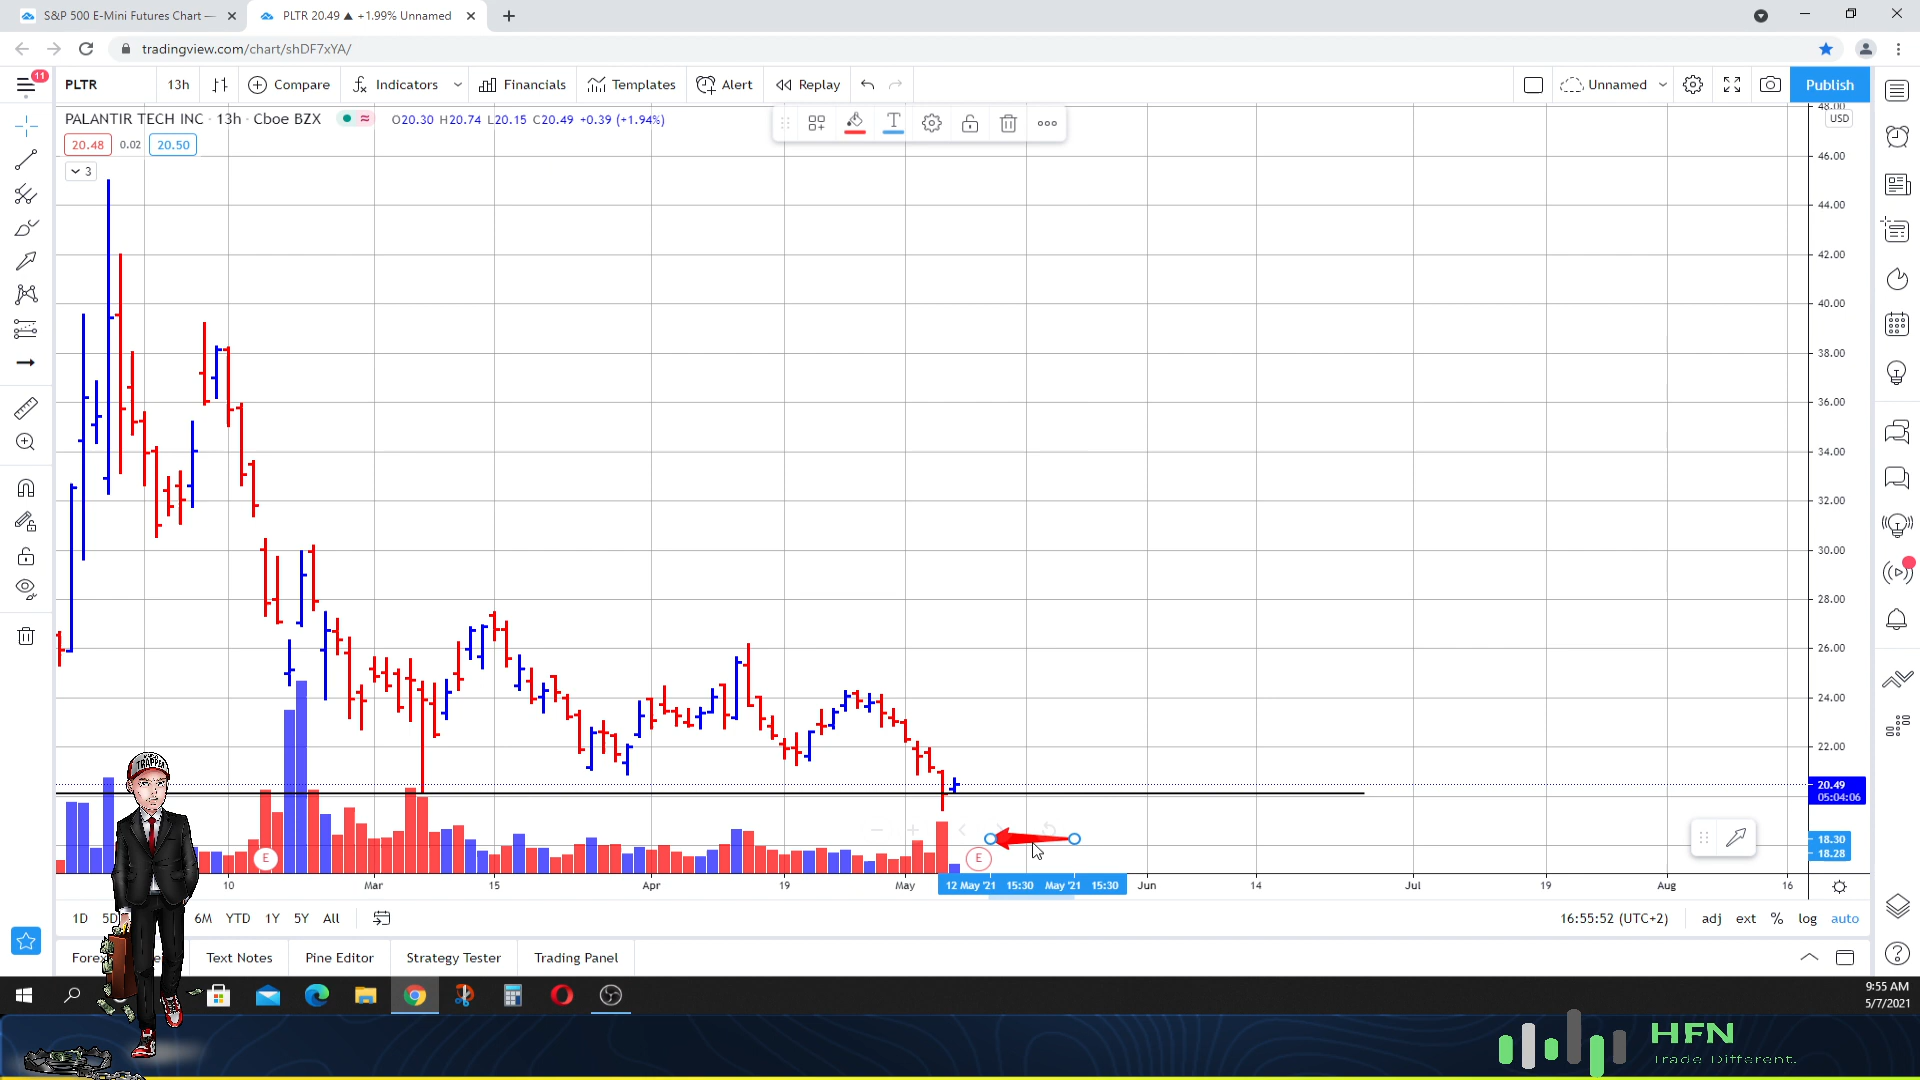 S&P 500 E-Mini Futures Chart —
PLTR 20.49 ▲ +1.99% Unnamed
tradingview.com/chart/shDF7xYA/
11
PLTR 13h Compare Indicators Financials Templates Alert Replay Unnamed Publish
PALANTIR TECH INC · 13h · Cboe BZX O20.30 H20.74 L20.15 C20.49 +0.39 (+1.94%)
20.48 0.02 20.50
3
T
48.00
USD
46.00
44.00
42.00
40.00
38.00
36.00
34.00
32.00
30.00
28.00
26.00
24.00
22.00
20.49
05:04:06
18.30
18.28
TRAPPER
E E
10 Mar 15 Apr 19 May 12 May '21 15:30 May '21 15:30 Jun 14 Jul 19 Aug 16
1D 5D 6M YTD 1Y 5Y All 16:55:52 (UTC+2) adj ext % log auto
Text Notes Pine Editor Strategy Tester Trading Panel
9:55 AM
5/7/2021
HFN
Trade Different.